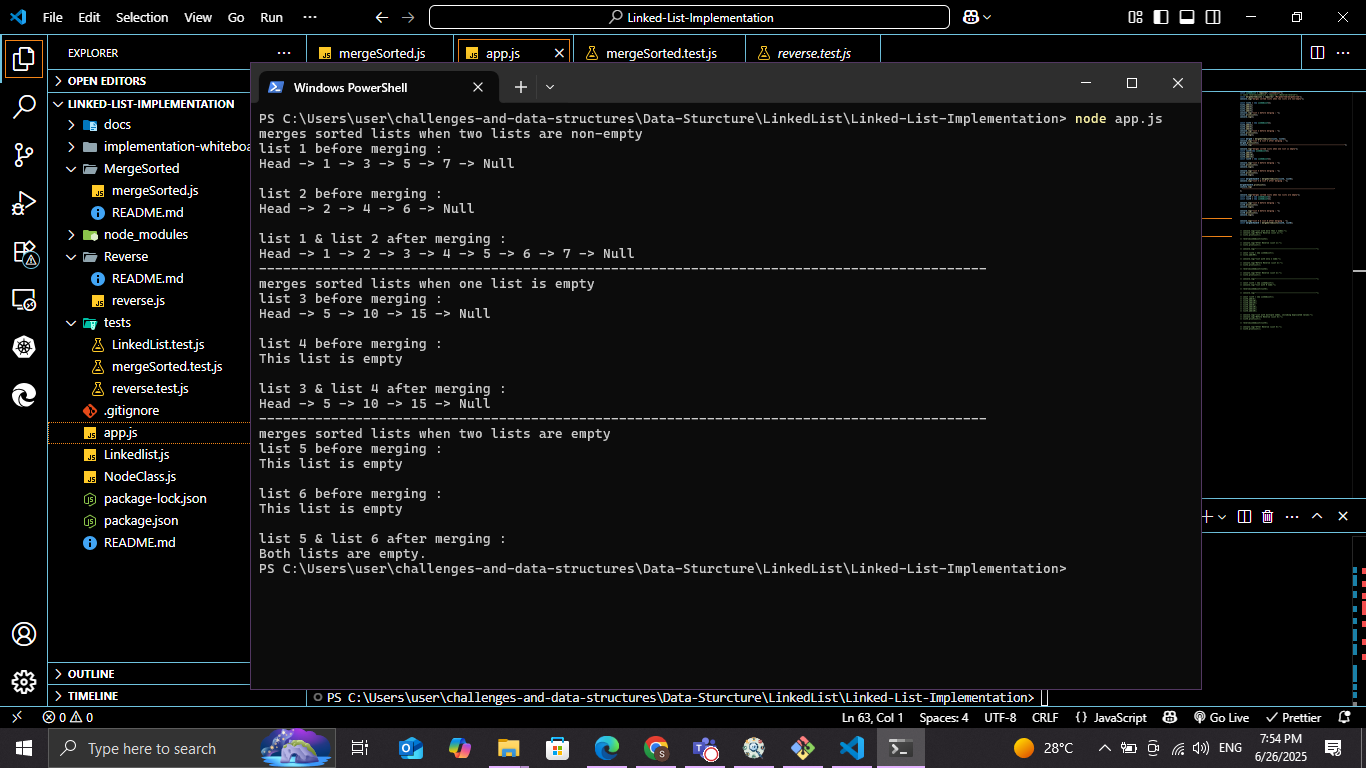 File Edit Selection View Go Run ··· Linked-List-Implementation
EXPLORER ···
mergeSorted.js app.js mergeSorted.test.js reverse.test.js ···
OPEN EDITORS
LINKED-LIST-IMPLEMENTATION
docs
implementation-whiteboa
MergeSorted
JS mergeSorted.js
README.md
node_modules
Reverse
README.md
JS reverse.js
tests
LinkedList.test.js
mergeSorted.test.js
reverse.test.js
.gitignore
JS app.js
JS Linkedlist.js
JS NodeClass.js
package-lock.json
package.json
README.md
OUTLINE
TIMELINE
Windows PowerShell
PS C:\Users\user\challenges-and-data-structures\Data-Sturcture\LinkedList\Linked-List-Implementation> node app.js
merges sorted lists when two lists are non-empty
list 1 before merging :
Head -> 1 -> 3 -> 5 -> 7 -> Null
list 2 before merging :
Head -> 2 -> 4 -> 6 -> Null
list 1 & list 2 after merging :
Head -> 1 -> 2 -> 3 -> 4 -> 5 -> 6 -> 7 -> Null
-------------------------------------------------------------------------------------------
merges sorted lists when one list is empty
list 3 before merging :
Head -> 5 -> 10 -> 15 -> Null
list 4 before merging :
This list is empty
list 3 & list 4 after merging :
Head -> 5 -> 10 -> 15 -> Null
-------------------------------------------------------------------------------------------
merges sorted lists when two lists are empty
list 5 before merging :
This list is empty
list 6 before merging :
This list is empty
list 5 & list 6 after merging :
Both lists are empty.
PS C:\Users\user\challenges-and-data-structures\Data-Sturcture\LinkedList\Linked-List-Implementation>
PS C:\Users\user\challenges-and-data-structures\Data-Sturcture\LinkedList\Linked-List-Implementation>
0 0 Ln 63, Col 1 Spaces: 4 UTF-8 CRLF {} JavaScript Go Live Prettier
Type here to search 28°C ENG 7:54 PM
6/26/2025